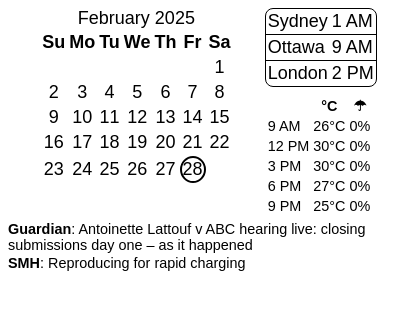 February 2025
Su Mo Tu We Th Fr Sa
1
2 3 4 5 6 7 8
9 10 11 12 13 14 15
16 17 18 19 20 21 22
23 24 25 26 27 28
Sydney 1 AM
Ottawa 9 AM
London 2 PM
°C ☂
9 AM 26°C 0%
12 PM 30°C 0%
3 PM 30°C 0%
6 PM 27°C 0%
9 PM 25°C 0%
Guardian: Antoinette Lattouf v ABC hearing live: closing
submissions day one – as it happened
SMH: Reproducing for rapid charging